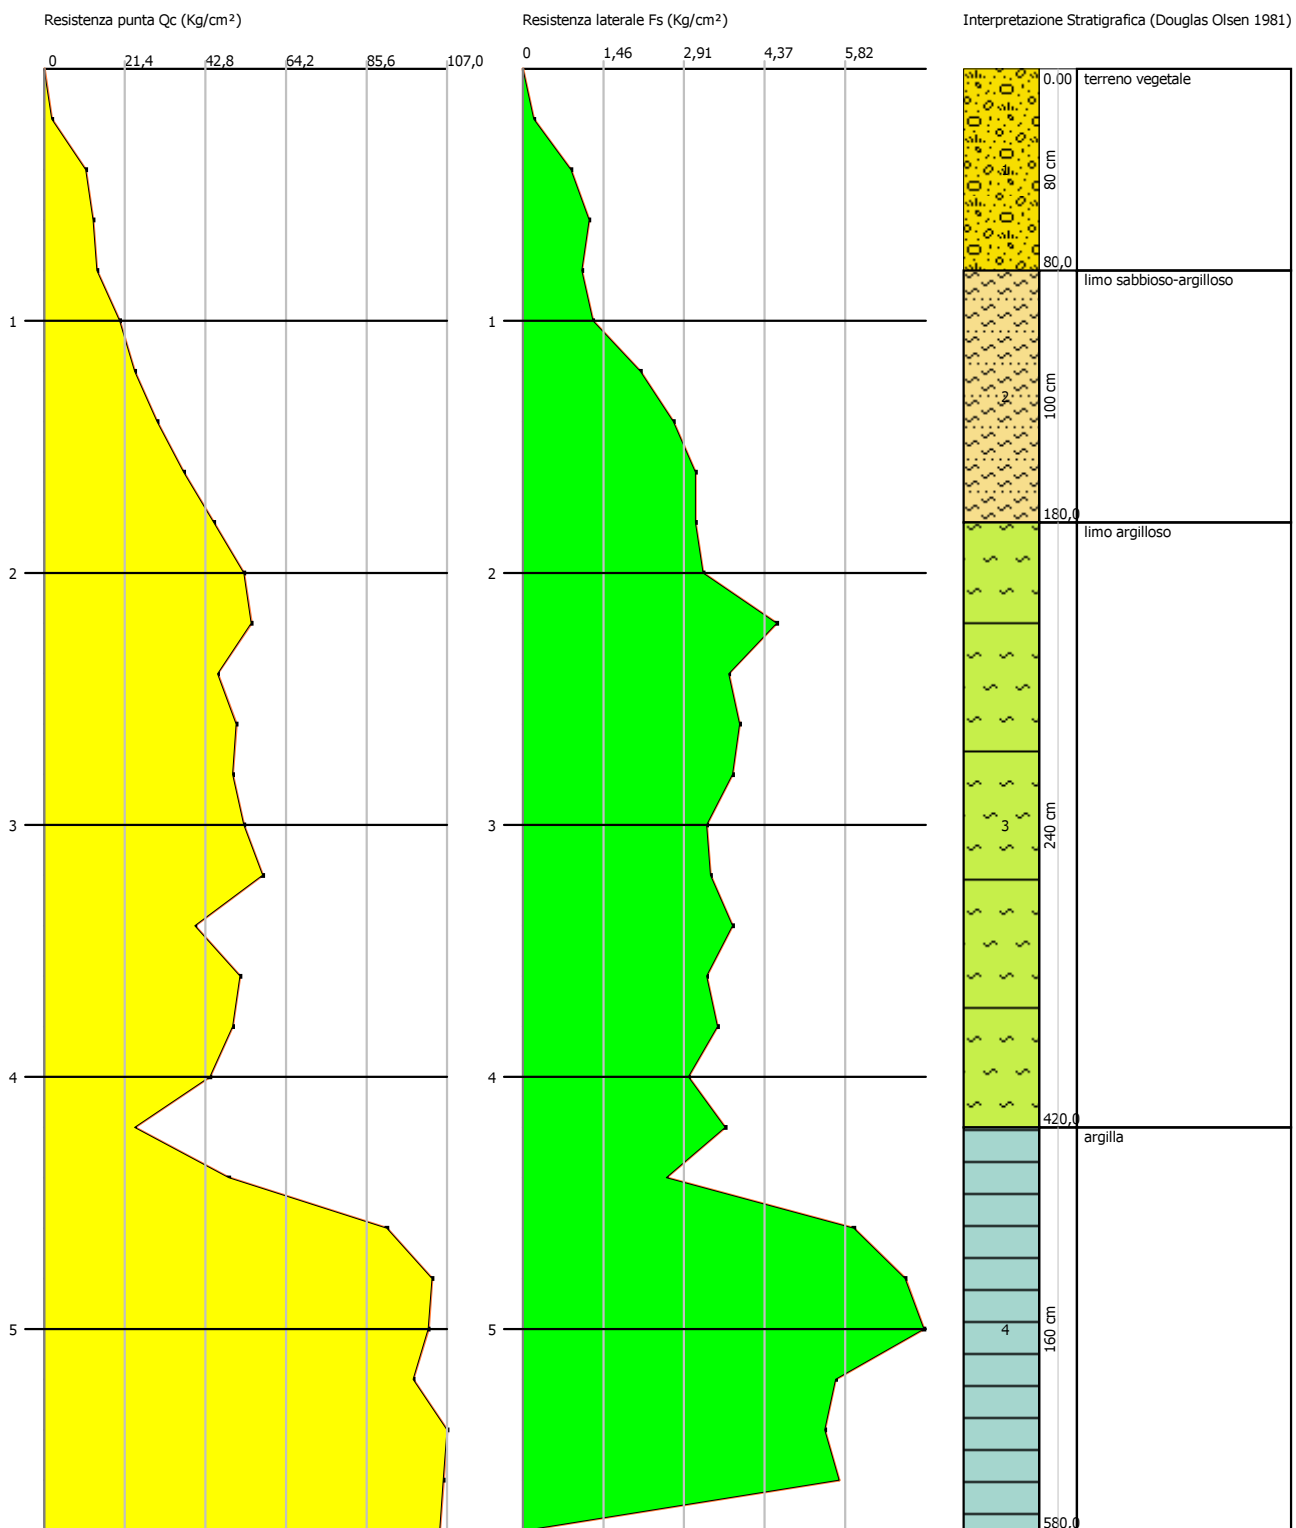 Resistenza punta Qc (Kg/cm²)
Resistenza laterale Fs (Kg/cm²)
Interpretazione Stratigrafica (Douglas Olsen 1981)
0 21,4 42,8 64,2 85,6 107,0
0 1,46 2,91 4,37 5,82
0.00
terreno vegetale
1
80 cm
80,0
limo sabbioso-argilloso
1
1
2
100 cm
180,0
limo argilloso
2
2
3
3
3
240 cm
4
4
420,0
argilla
5
5
4
160 cm
580,0